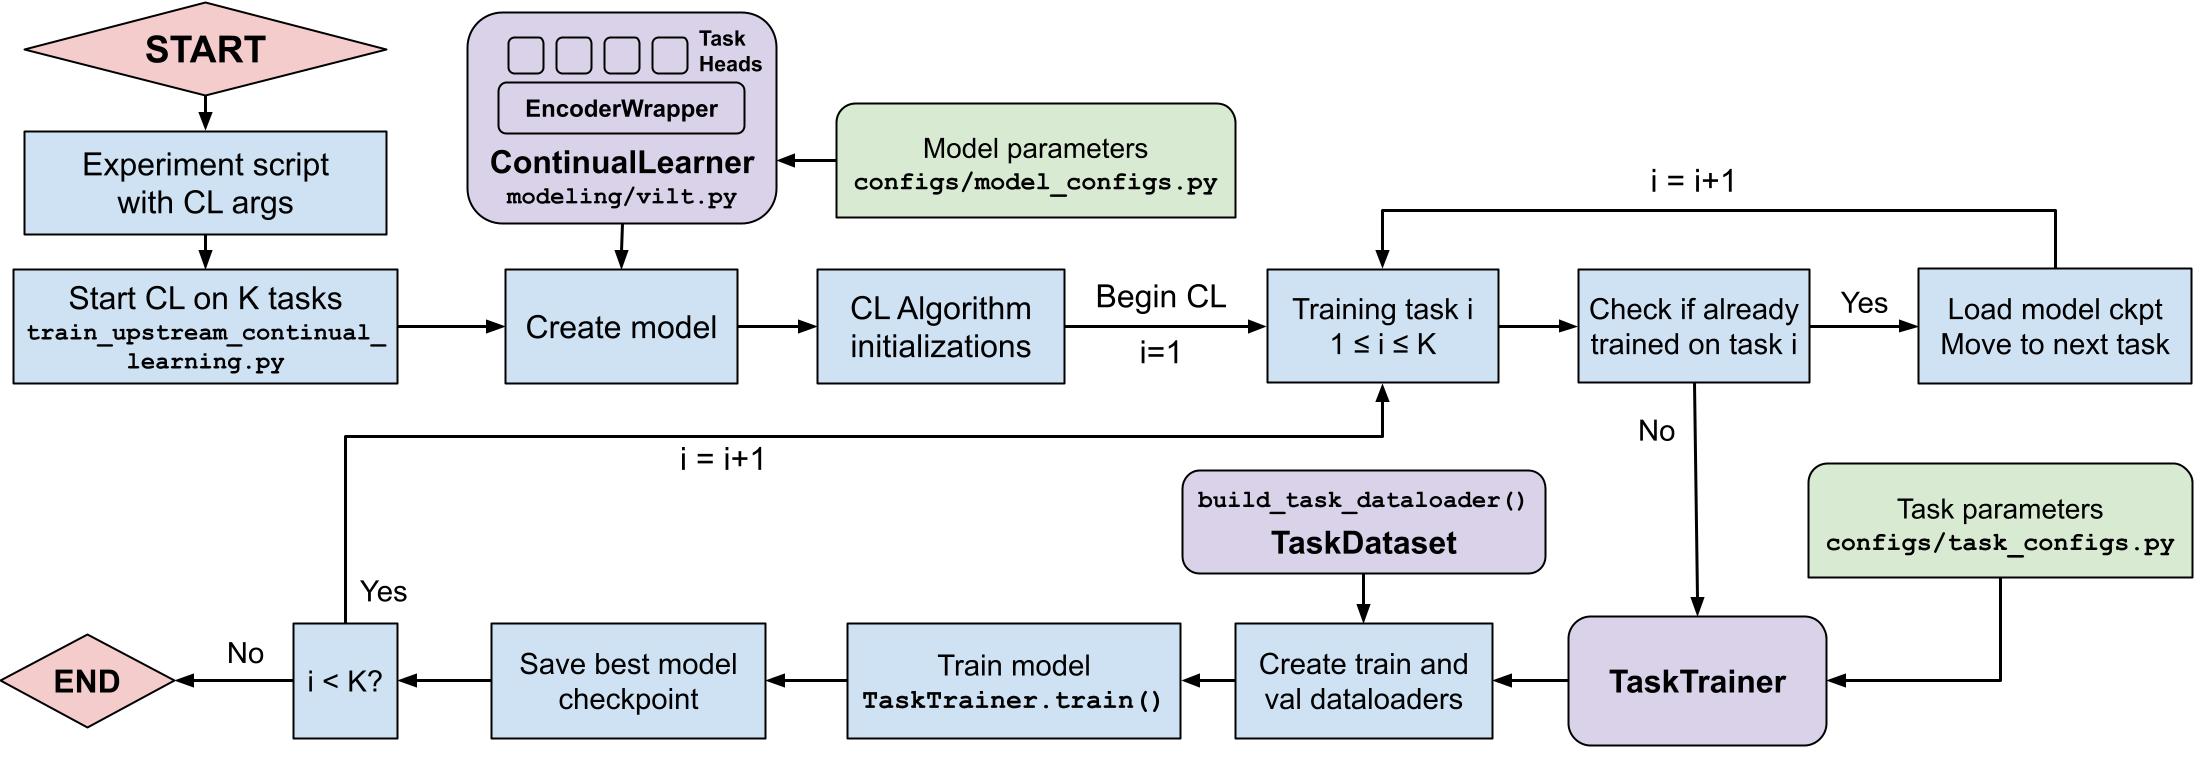 START
Experiment script
with CL args
Start CL on K tasks
train_upstream_continual_
learning.py
Task
Heads
EncoderWrapper
ContinualLearner
modeling/vilt.py
Model parameters
configs/model_configs.py
Create model
CL Algorithm
initializations
Begin CL
i=1
Training task i
1 ≤ i ≤ K
Check if already
trained on task i
Yes
Load model ckpt
Move to next task
i = i+1
No
Task parameters
configs/task_configs.py
TaskTrainer
build_task_dataloader()
TaskDataset
Create train and
val dataloaders
Train model
TaskTrainer.train()
Save best model
checkpoint
i < K?
Yes
i = i+1
No
END